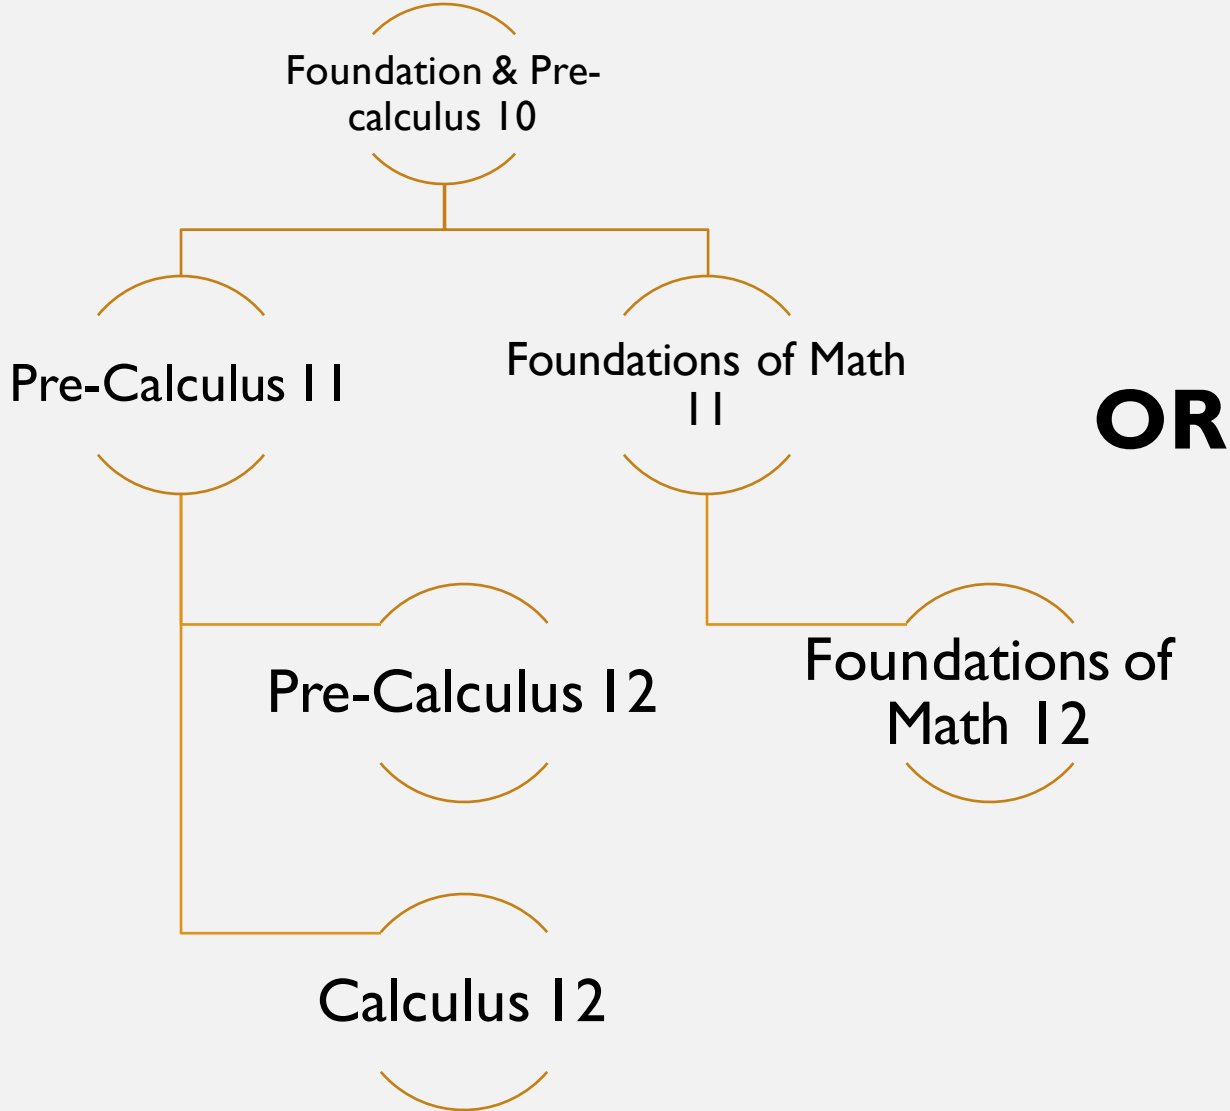 Foundation & Pre-
calculus 10
Pre-Calculus 11
Foundations of Math
11
OR
Pre-Calculus 12
Foundations of
Math 12
Calculus 12